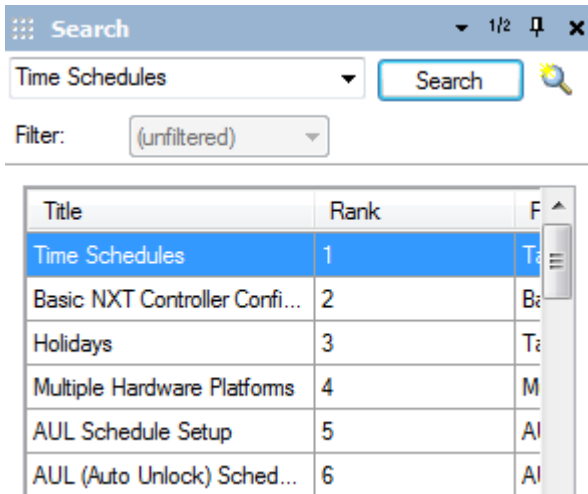 Search 1/2
Time Schedules Search
Filter: (unfiltered)
Title Rank F
Time Schedules 1
Basic NXT Controller Confi... 2 Ba
Holidays 3
Multiple Hardware Platforms 4 M
AUL Schedule Setup 5
AUL (Auto Unlock) Sched... 6